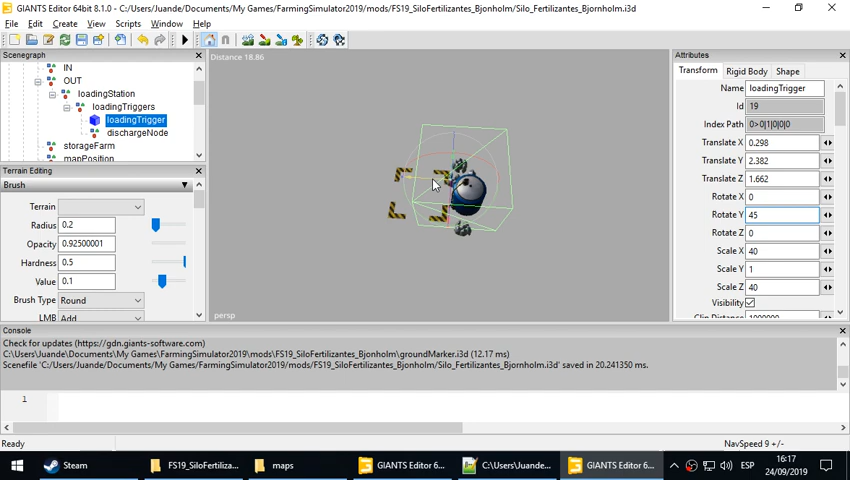 GIANTS Editor 64bit 8.1.0 - C:/Users/Juande/Documents/My Games/FarmingSimulator2019/mods/FS19_SiloFertilizantes_Bjonholm/Silo_Fertilizantes_Bjornholm.i3d
File Edit Create View Scripts Window Help
Scenegraph
IN
OUT
loadingStation
loadingTriggers
loadingTrigger
dischargeNode
storageFarm
mapPosition
Terrain Editing
Brush
Terrain
Radius 0.2
Opacity 0.92500001
Hardness 0.5
Value 0.1
Brush Type Round
LMB Add
Distance 18.86
persp
Attributes
Transform Rigid Body Shape
Name loadingTrigger
Id 19
Index Path 0>0|1|0|0|0
Translate X 0.298
Translate Y 2.382
Translate Z 1.662
Rotate X 0
Rotate Y 45
Rotate Z 0
Scale X 40
Scale Y 1
Scale Z 40
Visibility
Clip Distance 1000000
Console
Check for updates (https://gdn.giants-software.com)
C:\Users\Juande\Documents\My Games\FarmingSimulator2019\mods\FS19_SiloFertilizantes_Bjonholm\groundMarker.i3d (12.17 ms)
Scenefile 'C:/Users/Juande/Documents/My Games/FarmingSimulator2019/mods/FS19_SiloFertilizantes_Bjonholm/Silo_Fertilizantes_Bjornholm.i3d' saved in 20.241350 ms.
1
Ready
NavSpeed 9 +/-
Steam
FS19_SiloFertiliza...
maps
GIANTS Editor 6...
C:\Users\Juande...
GIANTS Editor 6...
ESP
16:17
24/09/2019